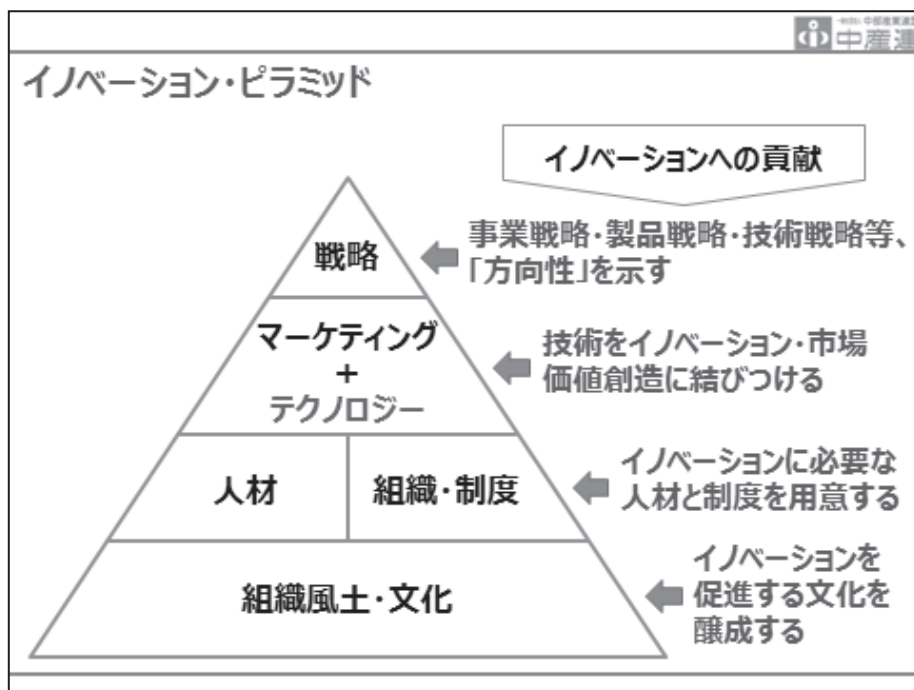 中産連
イノベーション・ピラミッド
イノベーションへの貢献
戦略
事業戦略・製品戦略・技術戦略等、
「方向性」を示す
マーケティング
+
テクノロジー
技術をイノベーション・市場
価値創造に結びつける
人材
組織・制度
イノベーションに必要な
人材と制度を用意する
組織風土・文化
イノベーションを
促進する文化を
醸成する